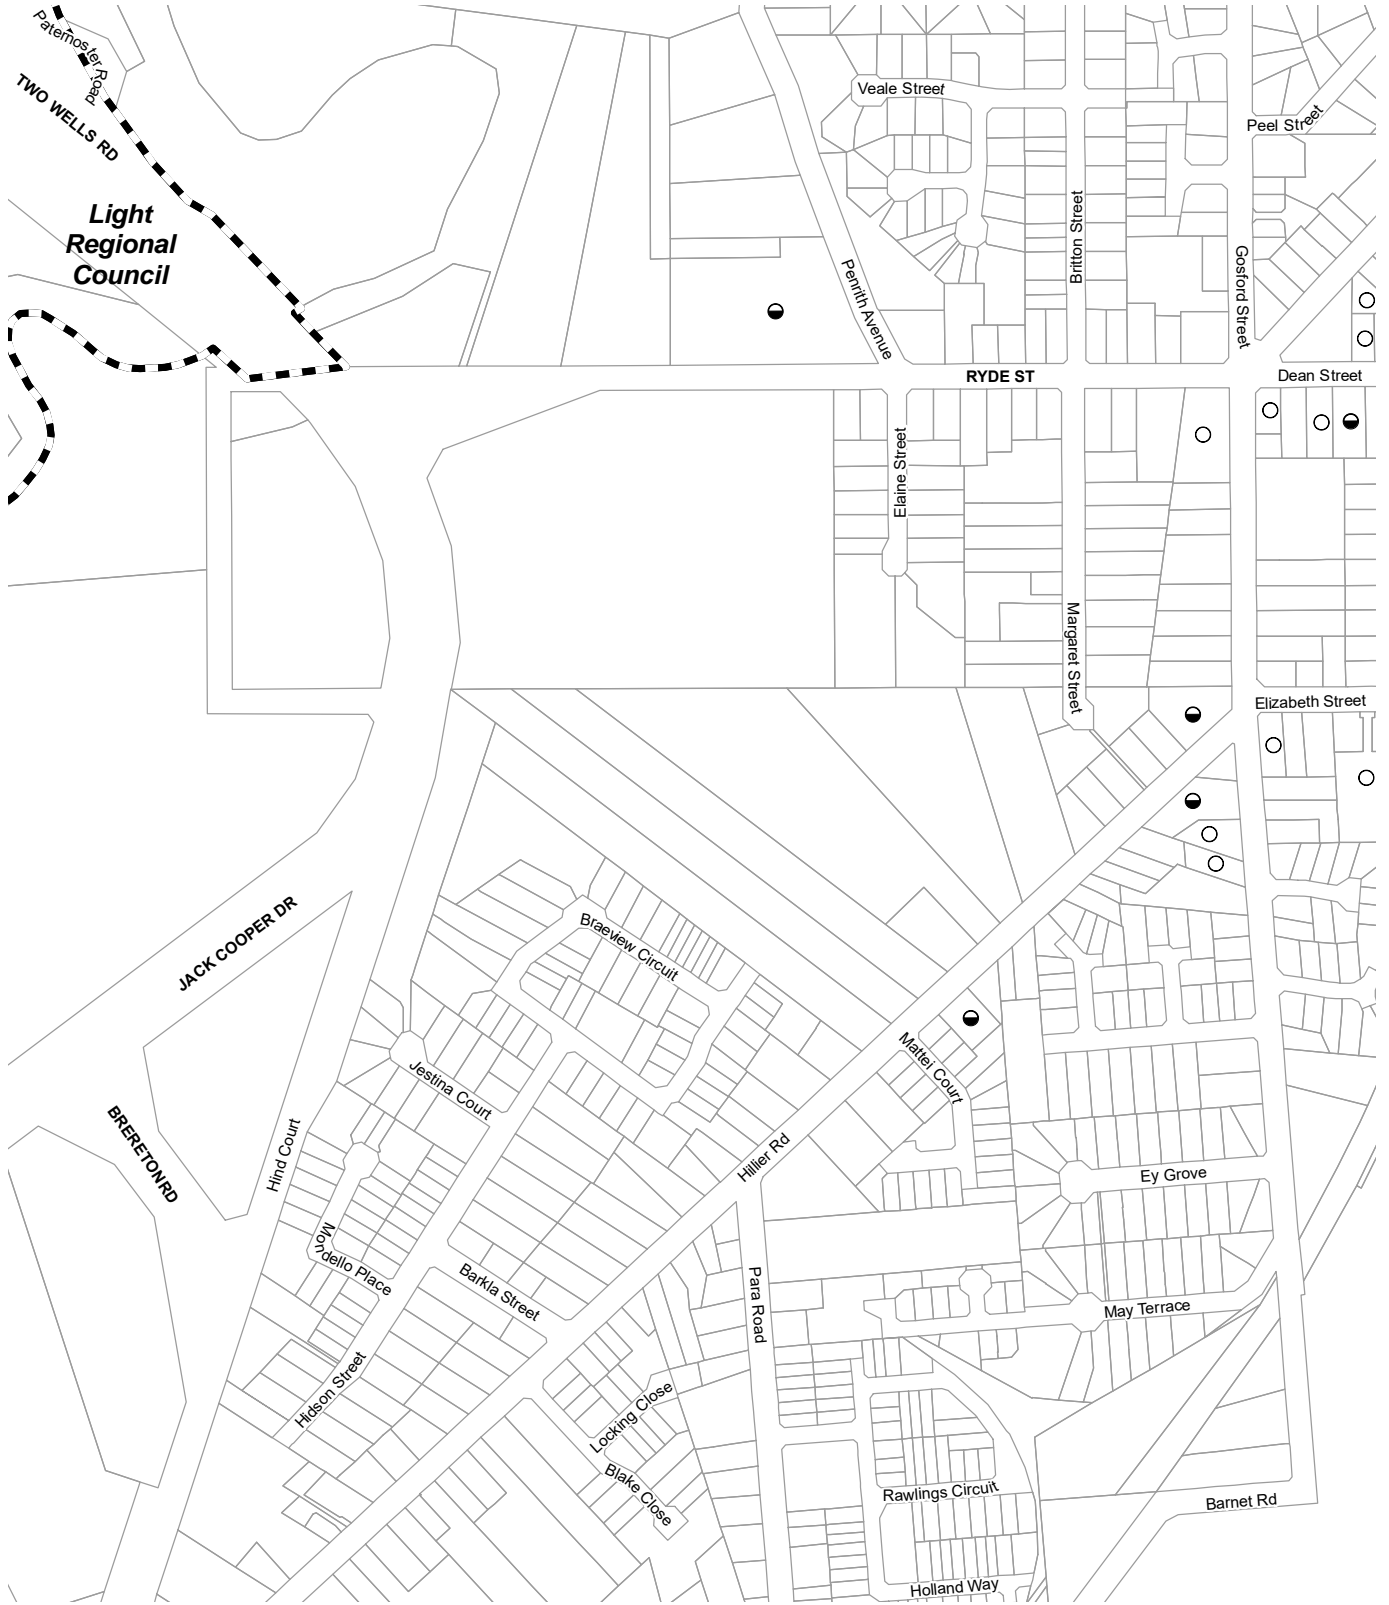 Paternoster Road
TWO WELLS RD
Light
Regional
Council
Veale Street
Peel Street
Britton Street
Gosford Street
Penrith Avenue
RYDE ST
Dean Street
Elaine Street
Margaret Street
Elizabeth Street
JACK COOPER DR
Braeview Circuit
Mattei Court
Jestina Court
BRERETON RD
Hind Court
Hillier Rd
Ey Grove
Mondello Place
Barkla Street
Para Road
May Terrace
Hidson Street
Locking Close
Blake Close
Rawlings Circuit
Barnet Rd
Holland Way